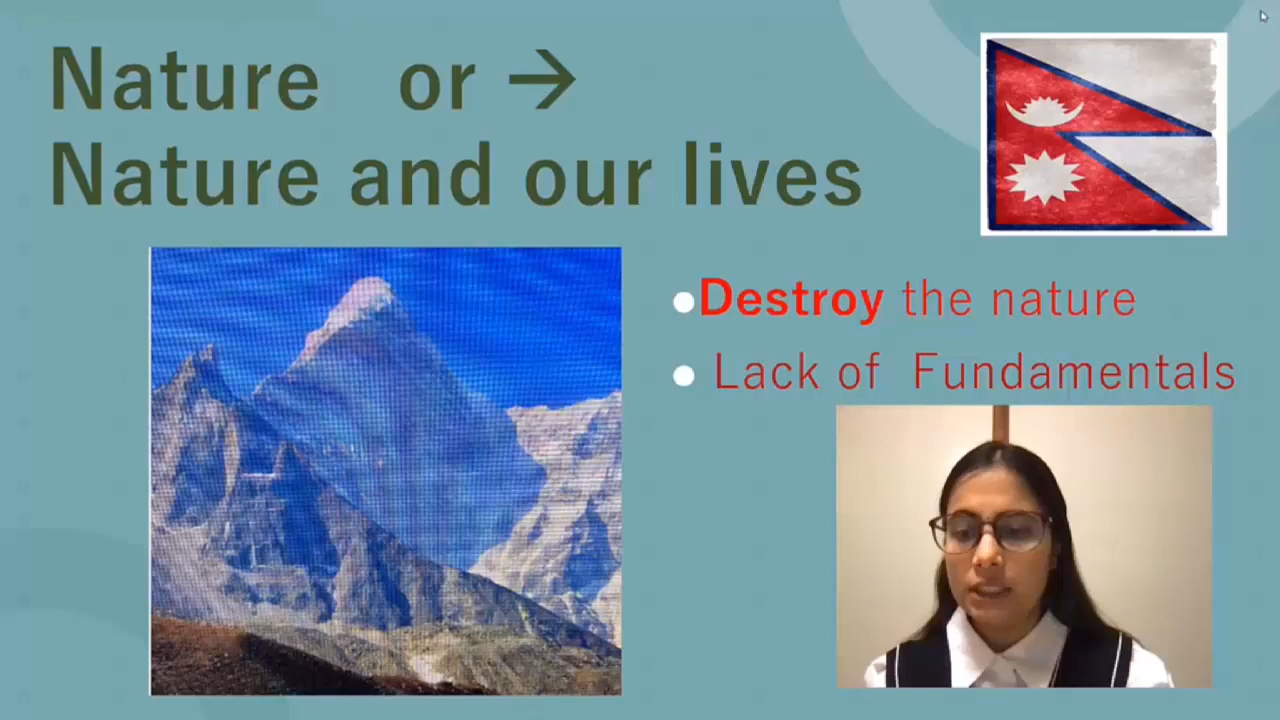 Nature or →
Nature and our lives
Destroy the nature
Lack of Fundamentals